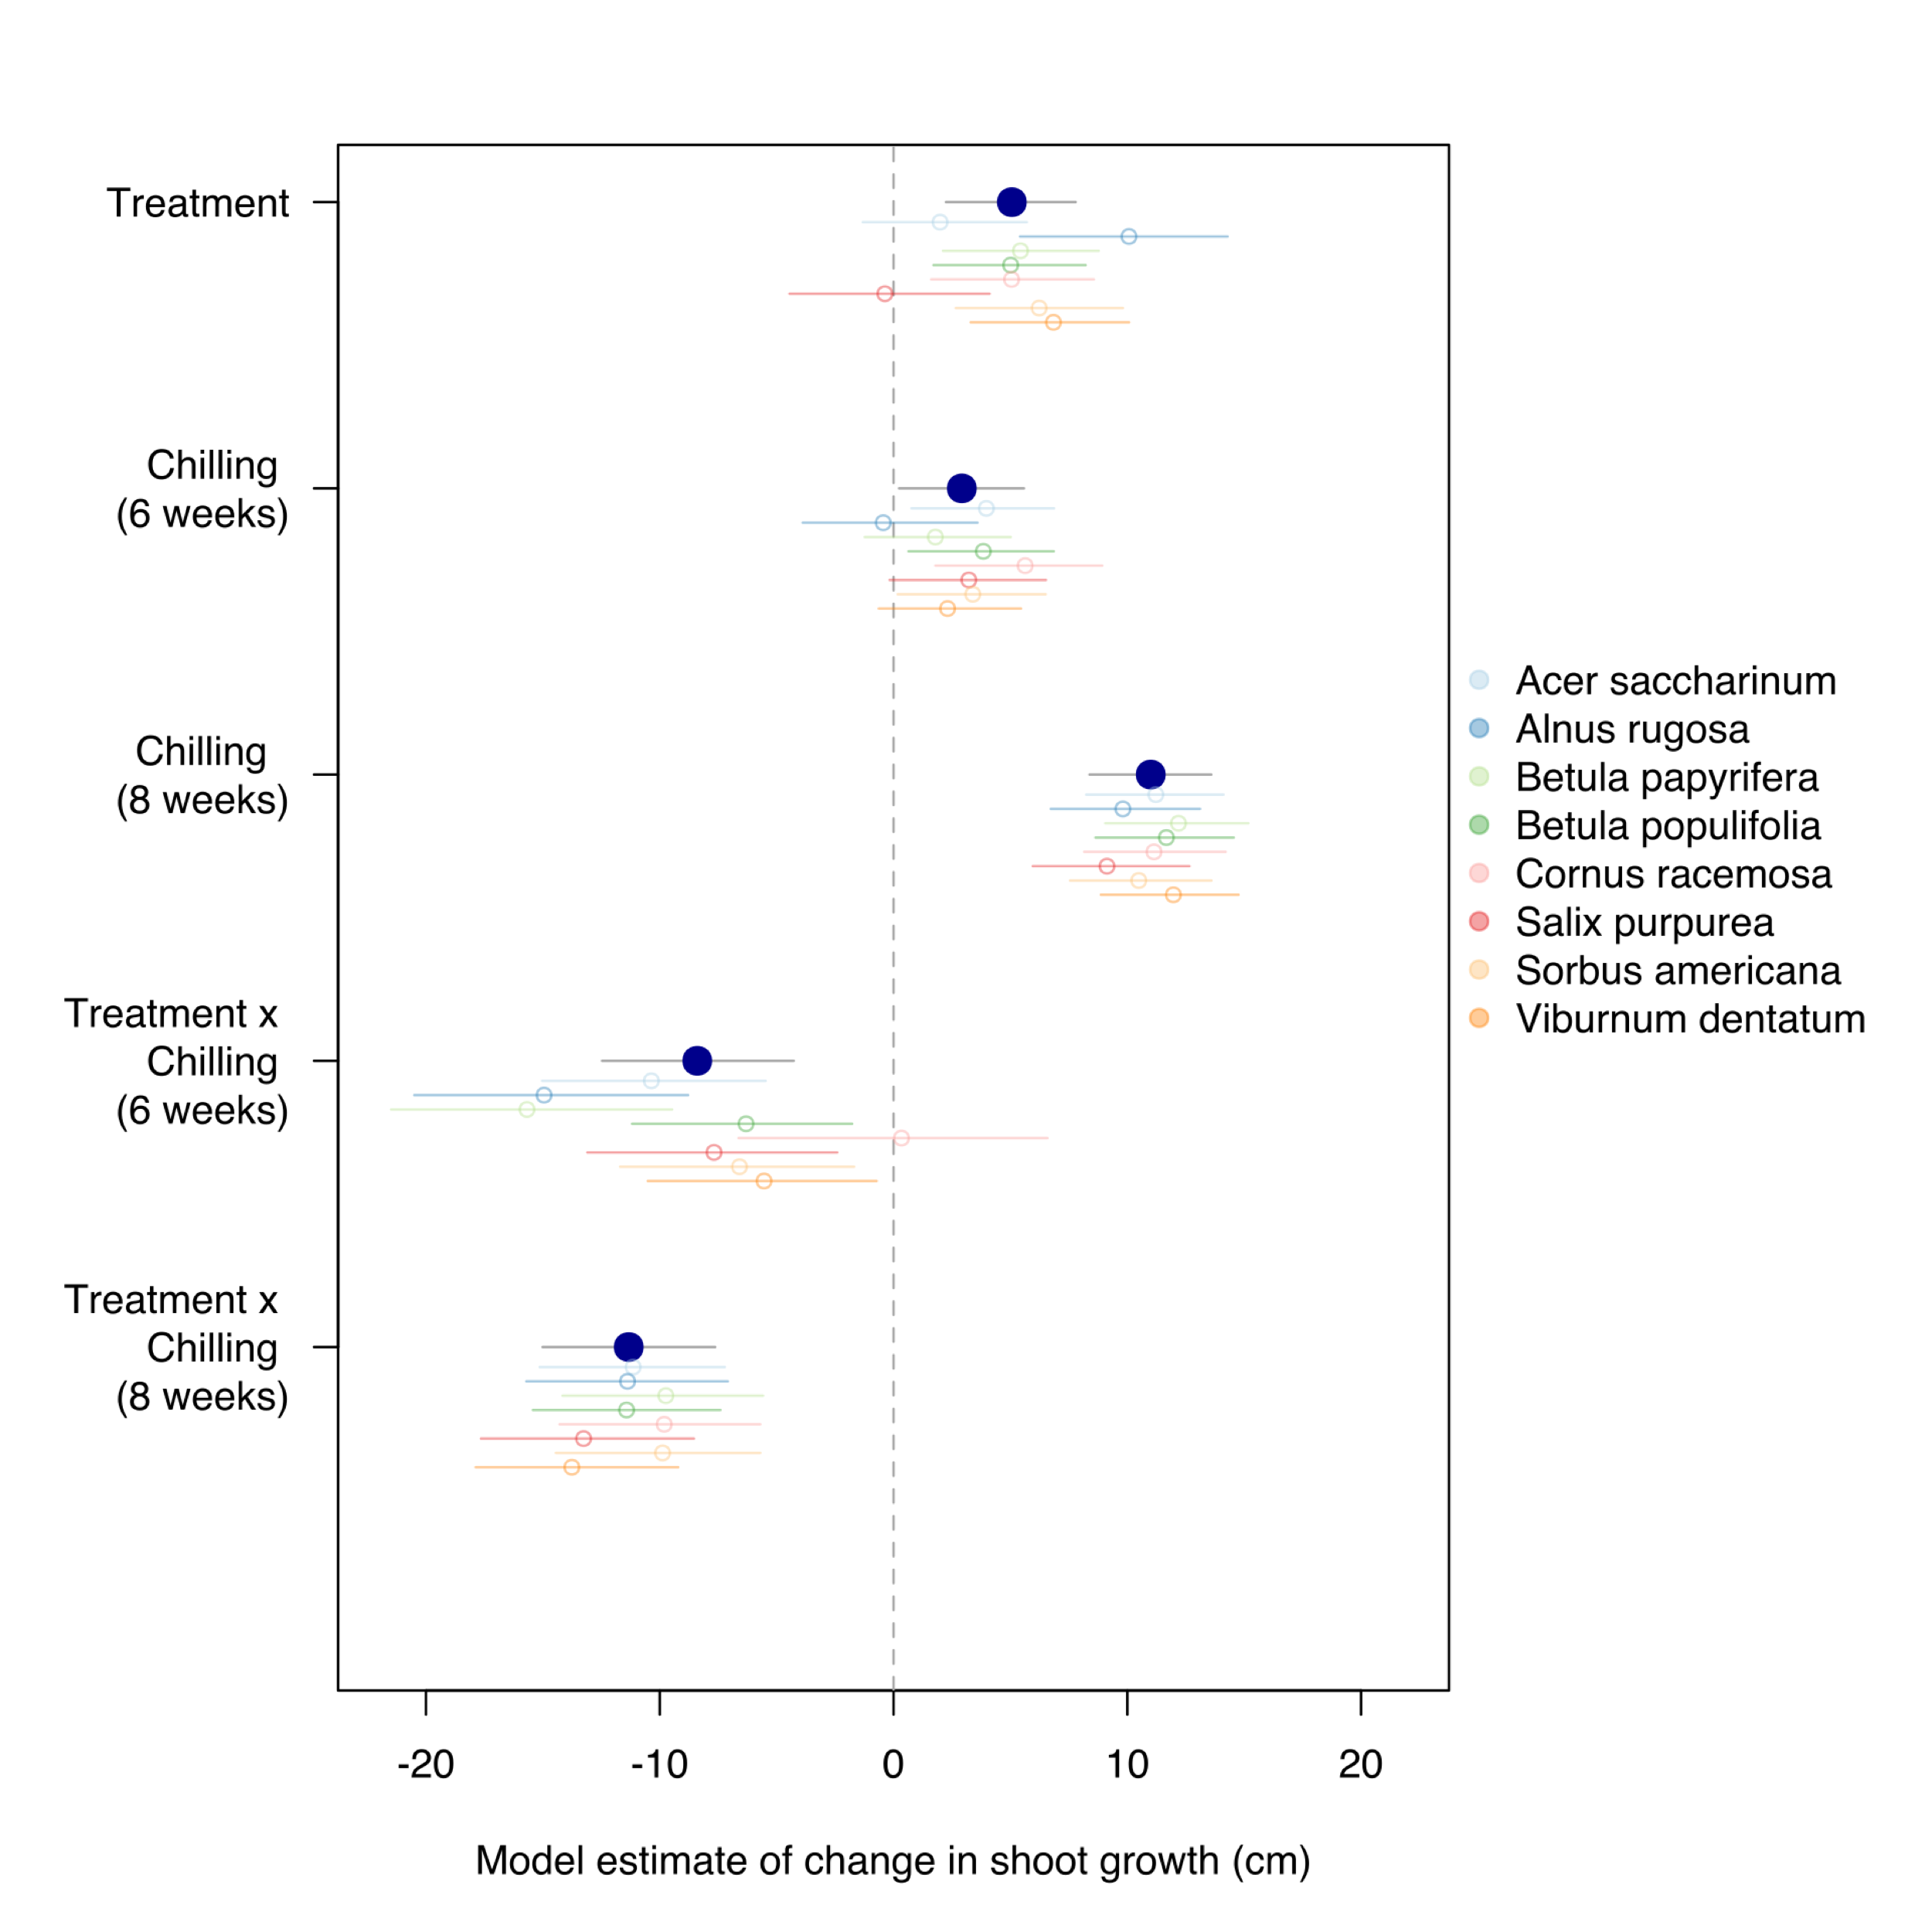 Treatment
Chilling
(6 weeks)
Chilling
(8 weeks)
Treatment x
Chilling
(6 weeks)
Treatment x
Chilling
(8 weeks)
Acer saccharinum
Alnus rugosa
Betula papyrifera
Betula populifolia
Cornus racemosa
Salix purpurea
Sorbus americana
Viburnum dentatum
-20 -10 0 10 20
Model estimate of change in shoot growth (cm)